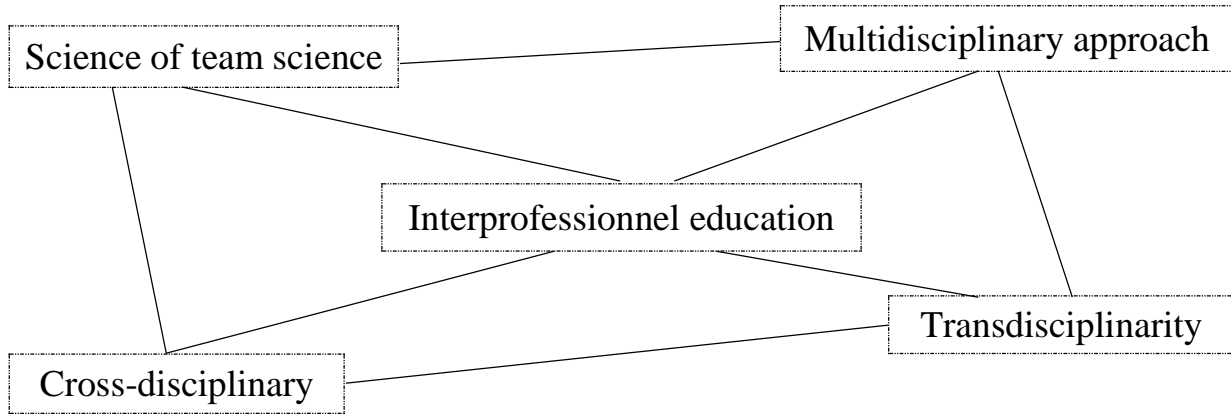 Science of team science
Multidisciplinary approach
Interprofessionnel education
Transdisciplinarity
Cross-disciplinary